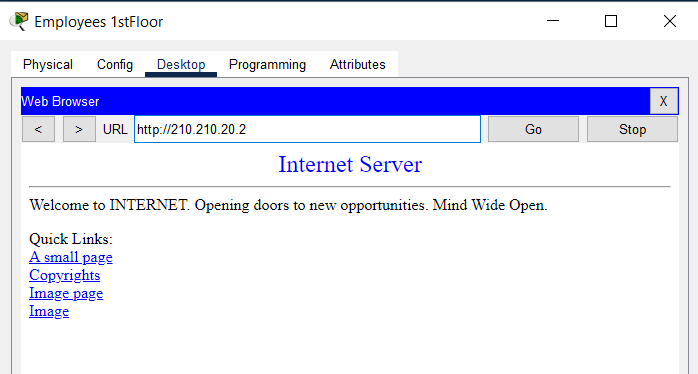 Employees 1stFloor
Physical Config Desktop Programming Attributes
Web Browser X
< > URL http://210.210.20.2 Go Stop
Internet Server
Welcome to INTERNET. Opening doors to new opportunities. Mind Wide Open.
Quick Links:
A small page
Copyrights
Image page
Image